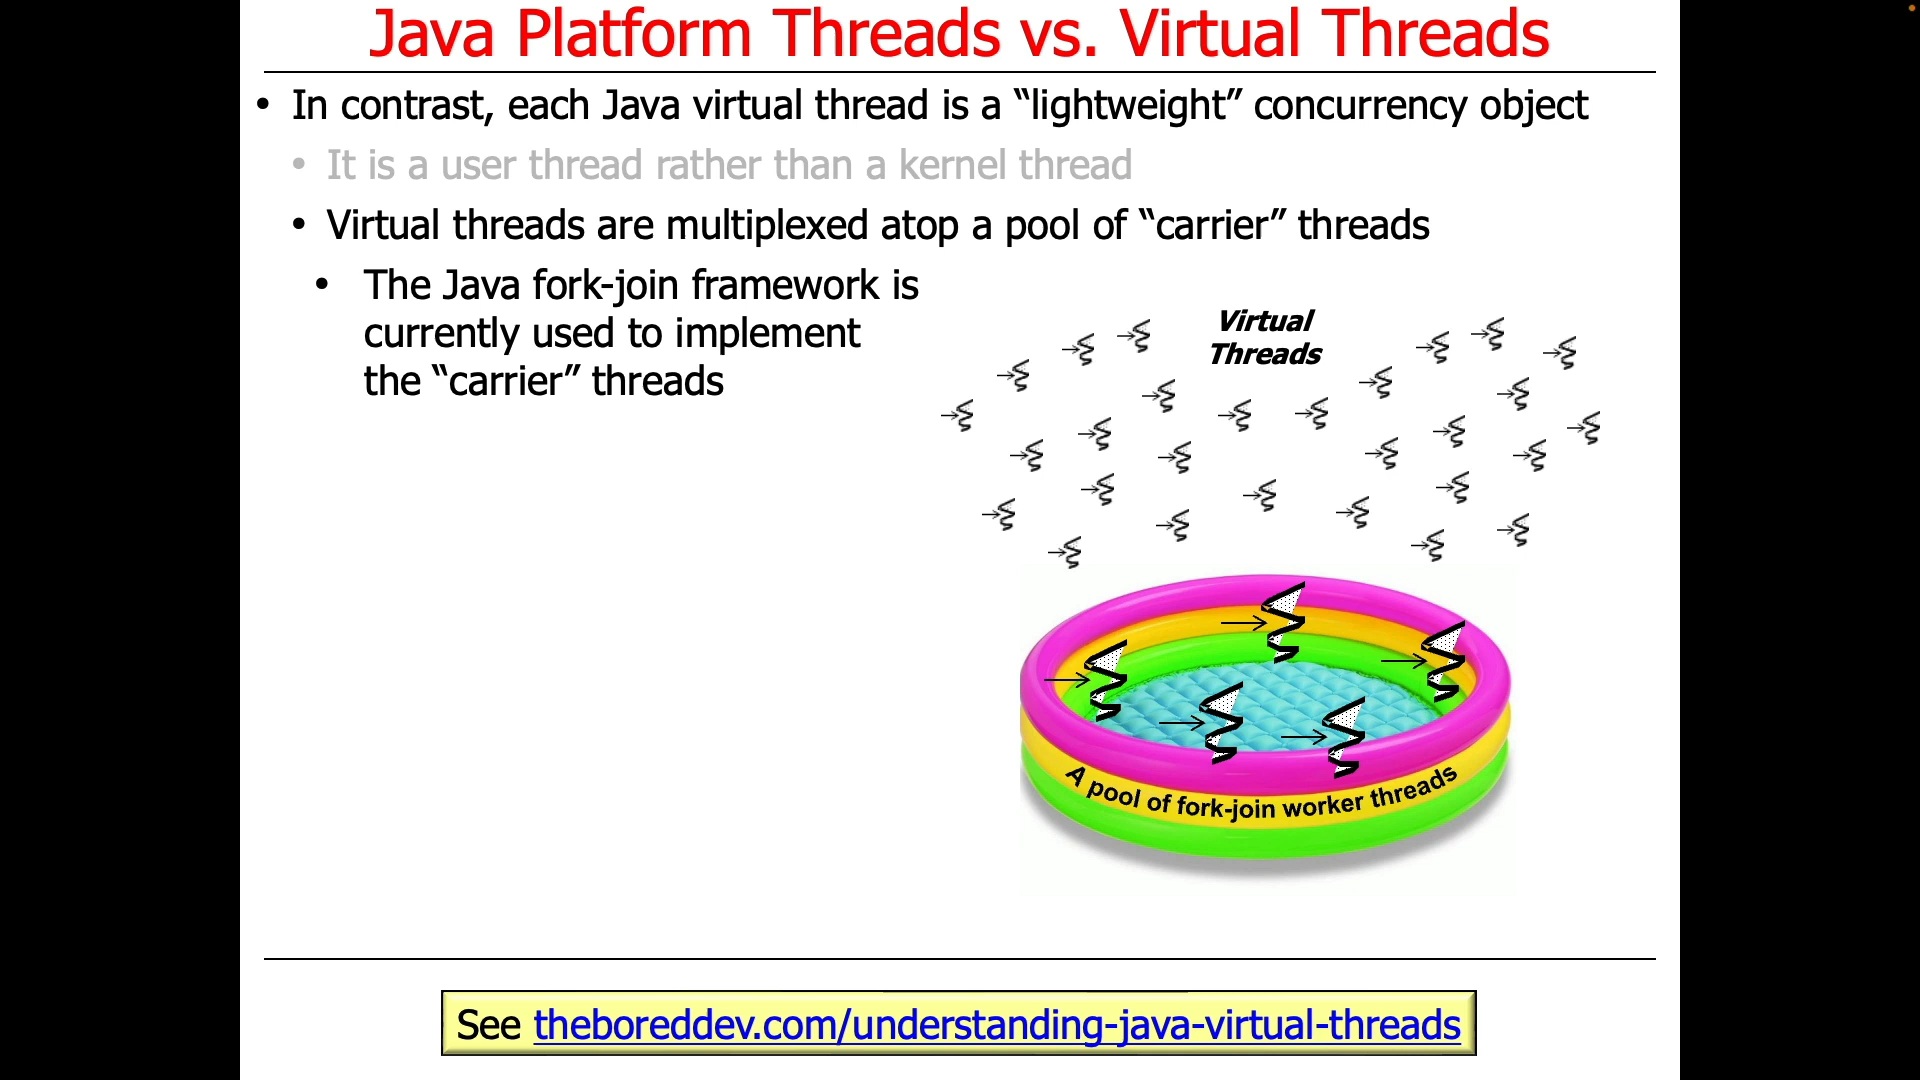 Java Platform Threads vs. Virtual Threads
• In contrast, each Java virtual thread is a “lightweight” concurrency object
• It is a user thread rather than a kernel thread
• Virtual threads are multiplexed atop a pool of “carrier” threads
• The Java fork-join framework is
currently used to implement
the “carrier” threads
Virtual
Threads
A pool of fork-join worker threads
See theboreddev.com/understanding-java-virtual-threads